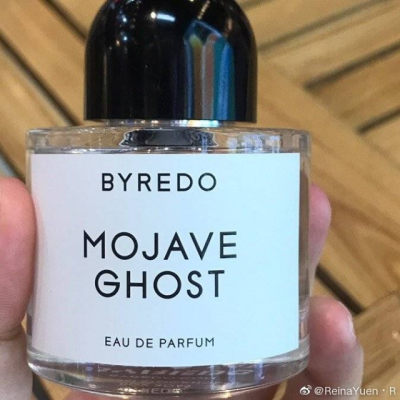 BYREDO
MOJAVE
GHOST
EAU DE PARFUM
@ReinaYuen · R